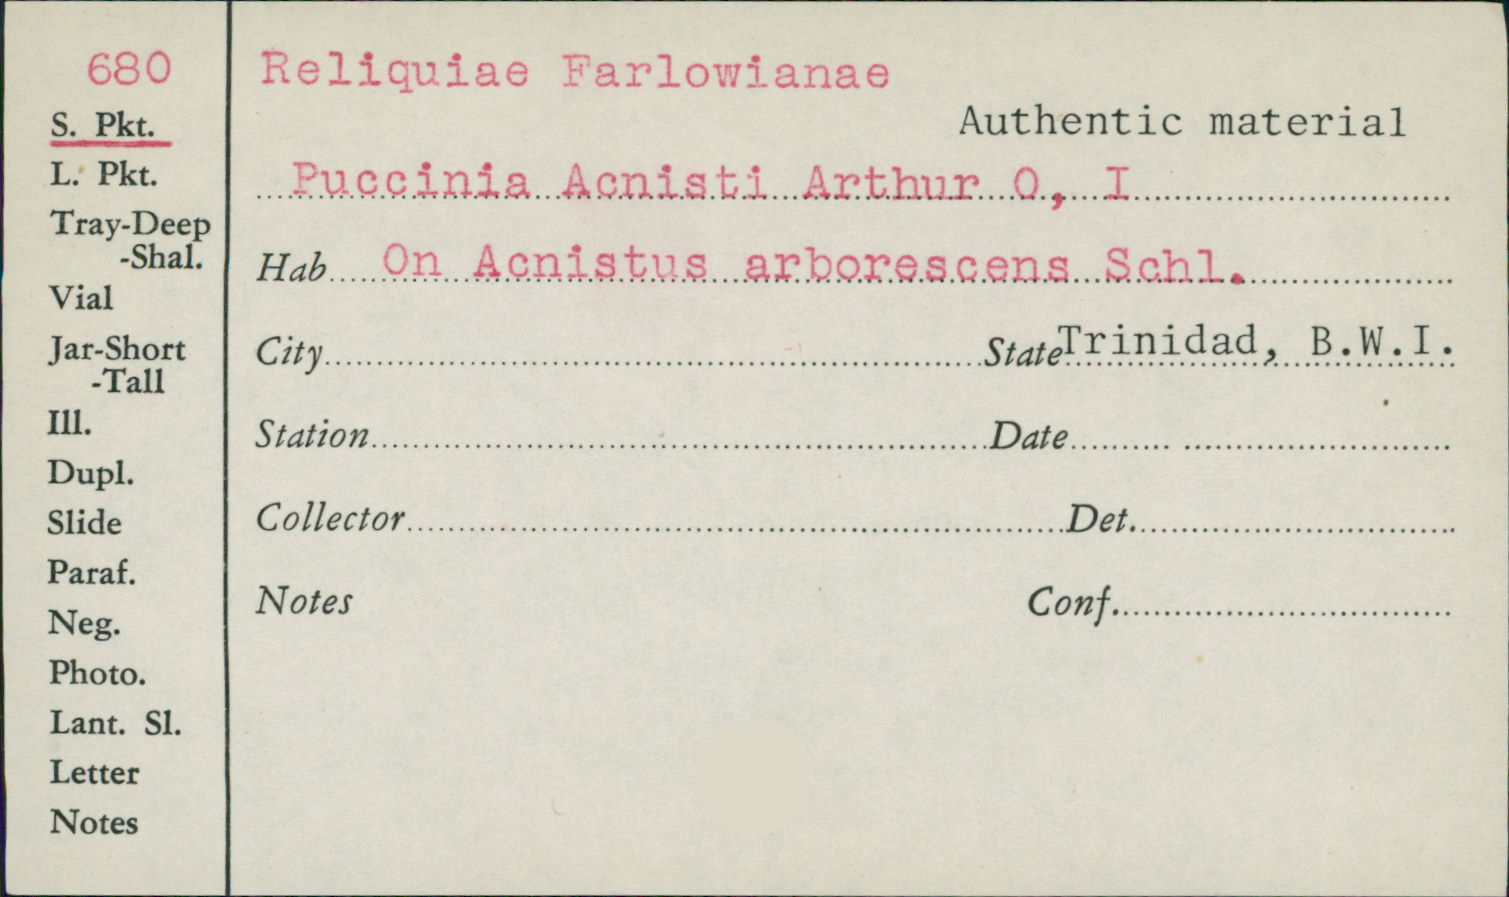 680
S. Pkt.
L. Pkt.
Tray-Deep
-Shal.
Vial
Jar-Short
-Tall
Ill.
Dupl.
Slide
Paraf.
Neg.
Photo.
Lant. Sl.
Letter
Notes
Reliquiae Farlowianae
Authentic material
Puccinia Acnisti Arthur O, I
Hab On Acnistus arborescens Schl.
City State Trinidad, B.W.I.
Station Date
Collector Det.
Notes Conf.